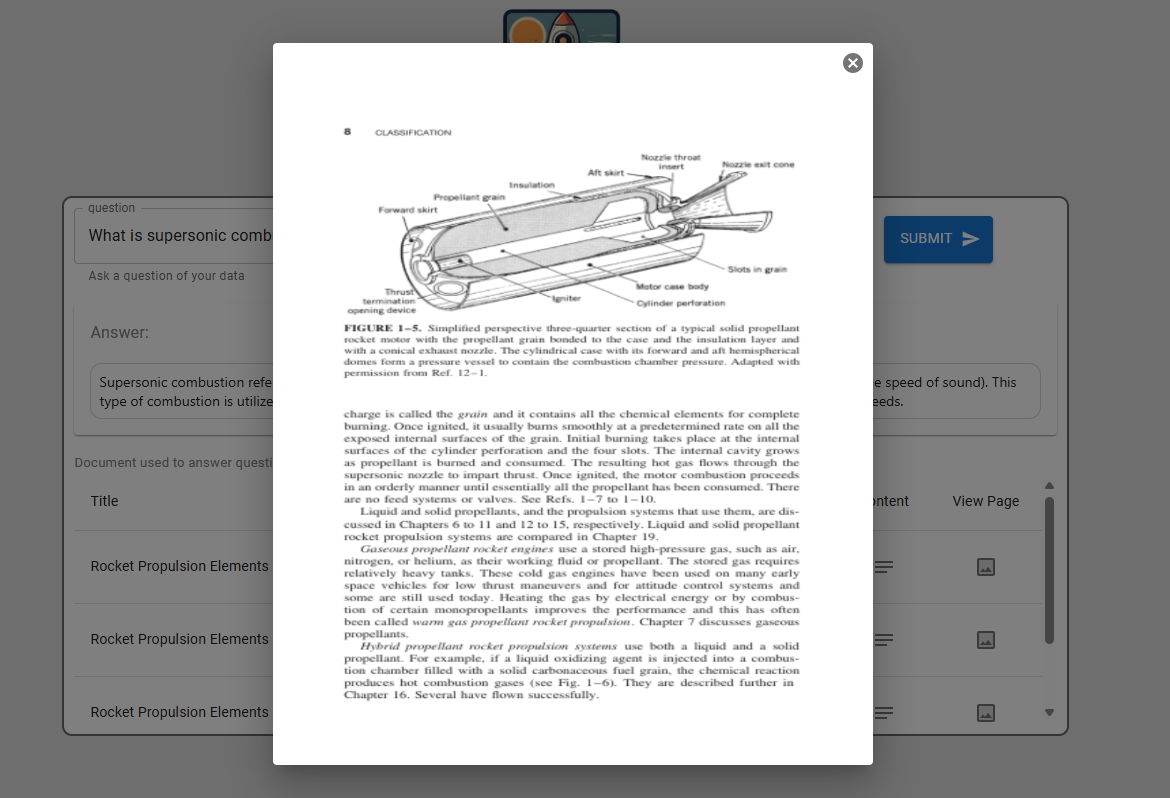 question
What is supersonic comb
Ask a question of your data
SUBMIT
Answer:
Supersonic combustion refe
e speed of sound). This
type of combustion is utilize
eeds.
Document used to answer questi
Title
ontent
View Page
Rocket Propulsion Elements
Rocket Propulsion Elements
Rocket Propulsion Elements
8 CLASSIFICATION
Nozzle throat
insert
Nozzle exit cone
Aft skirt
Insulation
Propellant grain
Forward skirt
Slots in grain
Motor case body
Cylinder perforation
Igniter
Thrust
termination
opening device
FIGURE 1–5. Simplified perspective three-quarter section of a typical solid propellant
rocket motor with the propellant grain bonded to the case and the insulation layer and
with a conical exhaust nozzle. The cylindrical case with its forward and aft hemispherical
domes form a pressure vessel to contain the combustion chamber pressure. Adapted with
permission from Ref. 12–1.
charge is called the grain and it contains all the chemical elements for complete
burning. Once ignited, it usually burns smoothly at a predetermined rate on all the
exposed internal surfaces of the grain. Initial burning takes place at the internal
surfaces of the cylinder perforation and the four slots. The internal cavity grows
as propellant is burned and consumed. The resulting hot gas flows through the
supersonic nozzle to impart thrust. Once ignited, the motor combustion proceeds
in an orderly manner until essentially all the propellant has been consumed. There
are no feed systems or valves. See Refs. 1–7 to 1–10.
Liquid and solid propellants, and the propulsion systems that use them, are dis-
cussed in Chapters 6 to 11 and 12 to 15, respectively. Liquid and solid propellant
rocket propulsion systems are compared in Chapter 19.
Gaseous propellant rocket engines use a stored high-pressure gas, such as air,
nitrogen, or helium, as their working fluid or propellant. The stored gas requires
relatively heavy tanks. These cold gas engines have been used on many early
space vehicles for low thrust maneuvers and for attitude control systems and
some are still used today. Heating the gas by electrical energy or by combus-
tion of certain monopropellants improves the performance and this has often
been called warm gas propellant rocket propulsion. Chapter 7 discusses gaseous
propellants.
Hybrid propellant rocket propulsion systems use both a liquid and a solid
propellant. For example, if a liquid oxidizing agent is injected into a combus-
tion chamber filled with a solid carbonaceous fuel grain, the chemical reaction
produces hot combustion gases (see Fig. 1–6). They are described further in
Chapter 16. Several have flown successfully.